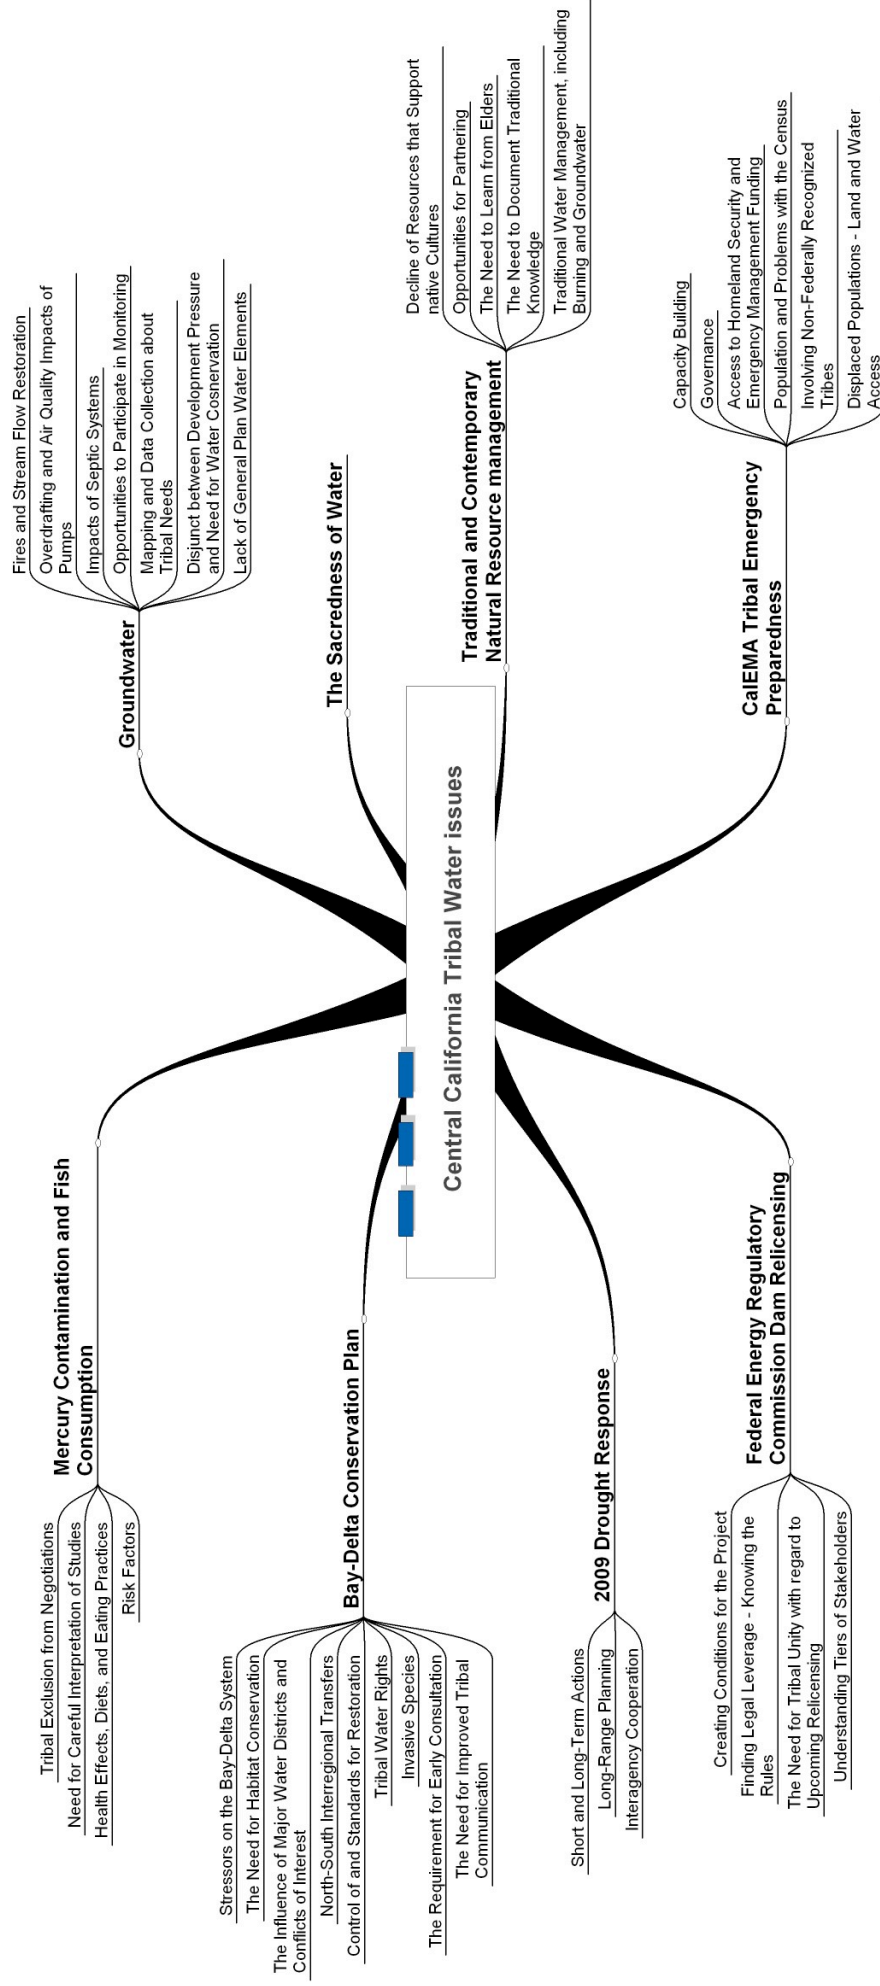 Central California Tribal Water issues
Mercury Contamination and Fish
Consumption
Tribal Exclusion from Negotiations
Need for Careful Interpretation of Studies
Health Effects, Diets, and Eating Practices
Risk Factors
Bay-Delta Conservation Plan
Stressors on the Bay-Delta System
The Need for Habitat Conservation
The Influence of Major Water Districts and
Conflicts of Interest
North-South Interregional Transfers
Control of and Standards for Restoration
Tribal Water Rights
Invasive Species
The Requirement for Early Consultation
The Need for Improved Tribal
Communication
2009 Drought Response
Short and Long-Term Actions
Long-Range Planning
Interagency Cooperation
Federal Energy Regulatory
Commission Dam Relicensing
Creating Conditions for the Project
Finding Legal Leverage - Knowing the
Rules
The Need for Tribal Unity with regard to
Upcoming Relicensing
Understanding Tiers of Stakeholders
Groundwater
Fires and Stream Flow Restoration
Overdrafting and Air Quality Impacts of
Pumps
Impacts of Septic Systems
Opportunities to Participate in Monitoring
Mapping and Data Collection about
Tribal Needs
Disjunct between Development Pressure
and Need for Water Cosnervation
Lack of General Plan Water Elements
The Sacredness of Water
Traditional and Contemporary
Natural Resource management
Decline of Resources that Support
native Cultures
Opportunities for Partnering
The Need to Learn from Elders
The Need to Document Traditional
Knowledge
Traditional Water Management, including
Burning and Groundwater
CalEMA Tribal Emergency
Preparedness
Capacity Building
Governance
Access to Homeland Security and
Emergency Management Funding
Population and Problems with the Census
Involving Non-Federally Recognized
Tribes
Displaced Populations - Land and Water
Access